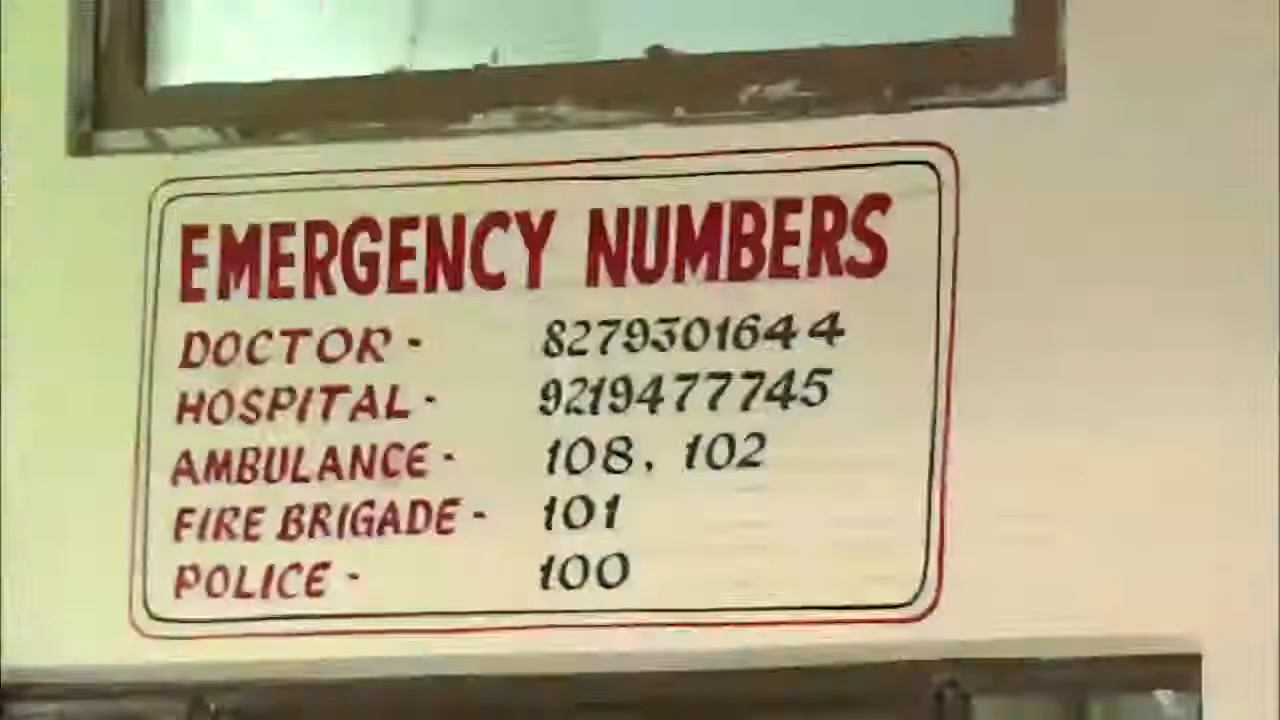 EMERGENCY NUMBERS
DOCTOR - 8279301644
HOSPITAL - 9219477745
AMBULANCE - 108, 102
FIRE BRIGADE - 101
POLICE - 100